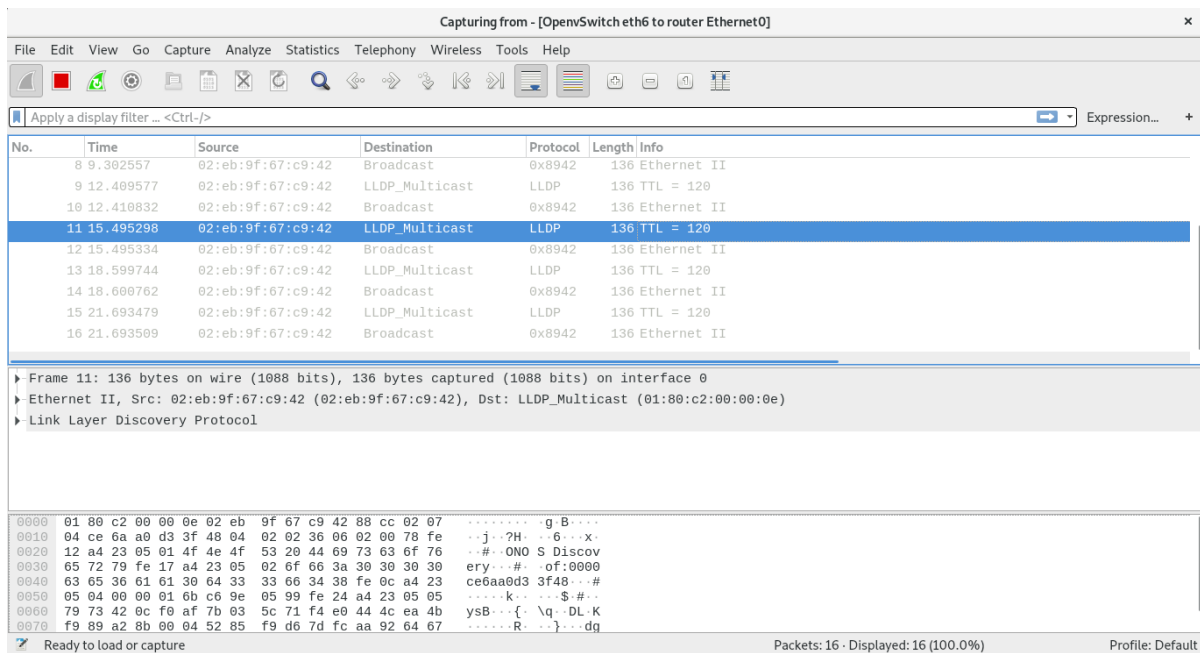 Capturing from - [OpenvSwitch eth6 to router Ethernet0] ×
File Edit View Go Capture Analyze Statistics Telephony Wireless Tools Help
Apply a display filter ... <Ctrl-/> Expression... +
No. Time Source Destination Protocol Length Info
8 9.302557 02:eb:9f:67:c9:42 Broadcast 0x8942 136 Ethernet II
9 12.409577 02:eb:9f:67:c9:42 LLDP_Multicast LLDP 136 TTL = 120
10 12.410832 02:eb:9f:67:c9:42 Broadcast 0x8942 136 Ethernet II
11 15.495298 02:eb:9f:67:c9:42 LLDP_Multicast LLDP 136 TTL = 120
12 15.495334 02:eb:9f:67:c9:42 Broadcast 0x8942 136 Ethernet II
13 18.599744 02:eb:9f:67:c9:42 LLDP_Multicast LLDP 136 TTL = 120
14 18.600762 02:eb:9f:67:c9:42 Broadcast 0x8942 136 Ethernet II
15 21.693479 02:eb:9f:67:c9:42 LLDP_Multicast LLDP 136 TTL = 120
16 21.693509 02:eb:9f:67:c9:42 Broadcast 0x8942 136 Ethernet II
Frame 11: 136 bytes on wire (1088 bits), 136 bytes captured (1088 bits) on interface 0
Ethernet II, Src: 02:eb:9f:67:c9:42 (02:eb:9f:67:c9:42), Dst: LLDP_Multicast (01:80:c2:00:00:0e)
Link Layer Discovery Protocol
0000 01 80 c2 00 00 0e 02 eb 9f 67 c9 42 88 cc 02 07 ········ ·g·B····
0010 04 ce 6a a0 d3 3f 48 04 02 02 36 06 02 00 78 fe ··j··?H· ··6···x·
0020 12 a4 23 05 01 4f 4e 4f 53 20 44 69 73 63 6f 76 ··#··ONO S Discov
0030 65 72 79 fe 17 a4 23 05 02 6f 66 3a 30 30 30 30 ery···#· ·of:0000
0040 63 65 36 61 61 30 64 33 33 66 34 38 fe 0c a4 23 ce6aa0d3 3f48···#
0050 05 04 00 00 01 6b c6 9e 05 99 fe 24 a4 23 05 05 ·····k·· ···$·#··
0060 79 73 42 0c f0 af 7b 03 5c 71 f4 e0 44 4c ea 4b ysB···{· \q··DL·K
0070 f9 89 a2 8b 00 04 52 85 f9 d6 7d fc aa 92 64 67 ······R· ··}···dg
Ready to load or capture Packets: 16 · Displayed: 16 (100.0%) Profile: Default